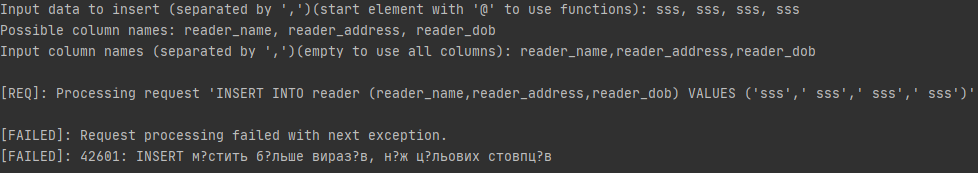 Input data to insert (separated by ',')(start element with '@' to use functions): sss, sss, sss, sss
Possible column names: reader_name, reader_address, reader_dob
Input column names (separated by ',')(empty to use all columns): reader_name,reader_address,reader_dob
[REQ]: Processing request 'INSERT INTO reader (reader_name,reader_address,reader_dob) VALUES ('sss',' sss',' sss',' sss')'
[FAILED]: Request processing failed with next exception.
[FAILED]: 42601: INSERT м?стить б?льше вираз?в, н?ж ц?льових стовпц?в